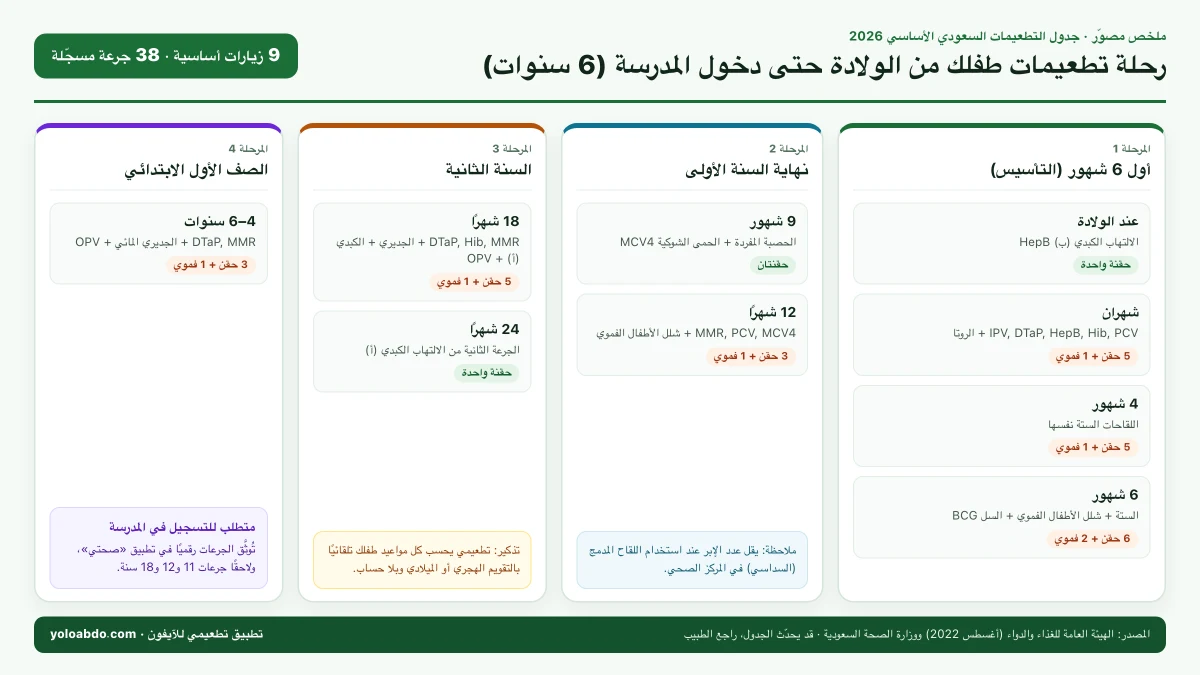 ملخص مصوّر · جدول التطعيمات السعودي الأساسي 2026
رحلة تطعيمات طفلك من الولادة حتى دخول المدرسة (6 سنوات)
9 زيارات أساسية · 38 جرعة مسجّلة
المرحلة 1
أول 6 شهور (التأسيس)
عند الولادة
الالتهاب الكبدي (ب) HepB
حقنة واحدة
شهران
IPV, DTaP, HepB, Hib, PCV + الروتا
5 حقن + 1 فموي
4 شهور
اللقاحات الستة نفسها
5 حقن + 1 فموي
6 شهور
الستة + شلل الأطفال الفموي + السل BCG
6 حقن + 2 فموي
المرحلة 2
نهاية السنة الأولى
9 شهور
الحصبة المفردة + الحمى الشوكية MCV4
حقنتان
12 شهرًا
MMR, PCV, MCV4 + شلل الأطفال الفموي
3 حقن + 1 فموي
ملاحظة: يقل عدد الإبر عند استخدام اللقاح المدمج
(السداسي) في المركز الصحي.
المرحلة 3
السنة الثانية
18 شهرًا
DTaP, Hib, MMR + الجديري + الكبدي
(أ) + OPV
5 حقن + 1 فموي
24 شهرًا
الجرعة الثانية من الالتهاب الكبدي (أ)
حقنة واحدة
تذكير: تطعيمي يحسب كل مواعيد طفلك تلقائيًا
بالتقويم الهجري أو الميلادي وبلا حساب.
المرحلة 4
الصف الأول الابتدائي
4–6 سنوات
DTaP, MMR + الجديري المائي + OPV
3 حقن + 1 فموي
متطلب للتسجيل في المدرسة
تُوثَّق الجرعات رقميًا في تطبيق «صحتي»،
ولاحقًا جرعات 11 و12 و18 سنة.
المصدر: الهيئة العامة للغذاء والدواء (أغسطس 2022) ووزارة الصحة السعودية · قد يحدّث الجدول، راجع الطبيب
تطبيق تطعيمي للآيفون · yoloabdo.com